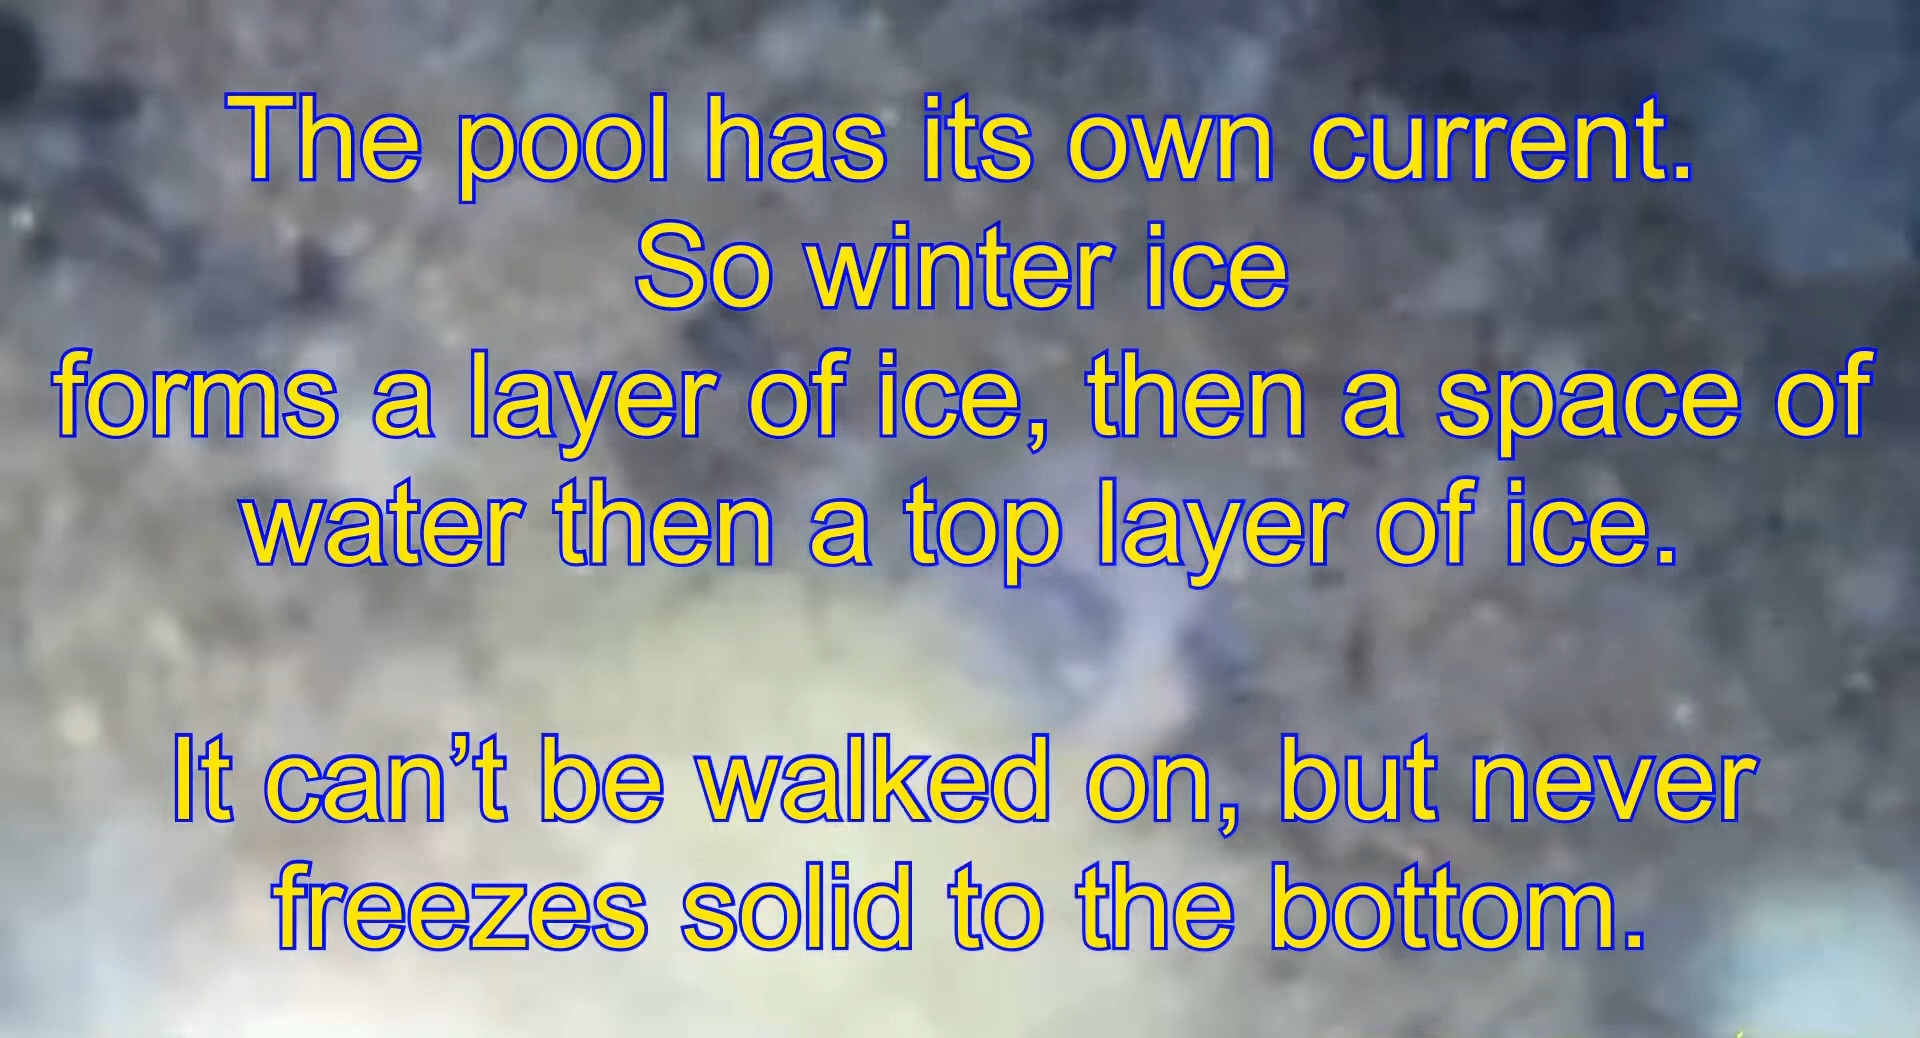 The pool has its own current.
So winter ice
forms a layer of ice, then a space of
water then a top layer of ice.
It can’t be walked on, but never
freezes solid to the bottom.